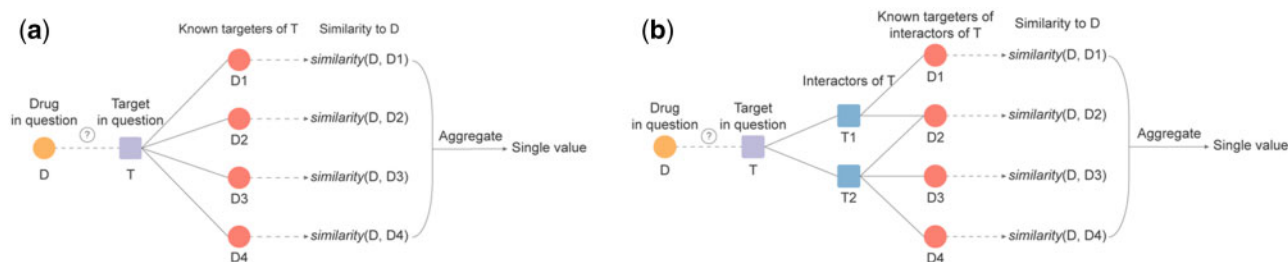 (a)
Known targeters of T
Similarity to D
Drug
in question
?
Target
in question
D
T
D1
D2
D3
D4
similarity(D, D1)
similarity(D, D2)
similarity(D, D3)
similarity(D, D4)
Aggregate
Single value
(b)
Known targeters of
interactors of T
Similarity to D
Interactors of T
Drug
in question
?
Target
in question
D
T
T1
T2
D1
D2
D3
D4
similarity(D, D1)
similarity(D, D2)
similarity(D, D3)
similarity(D, D4)
Aggregate
Single value